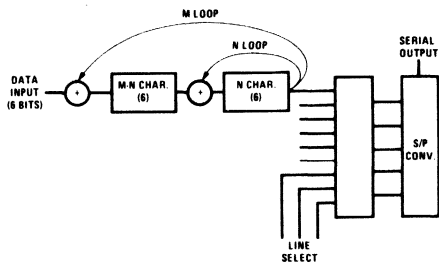 M LOOP
N LOOP
DATA
INPUT
(6 BITS)
+
M-N CHAR.
(6)
+
N CHAR.
(6)
SERIAL
OUTPUT
S/P
CONV.
LINE
SELECT